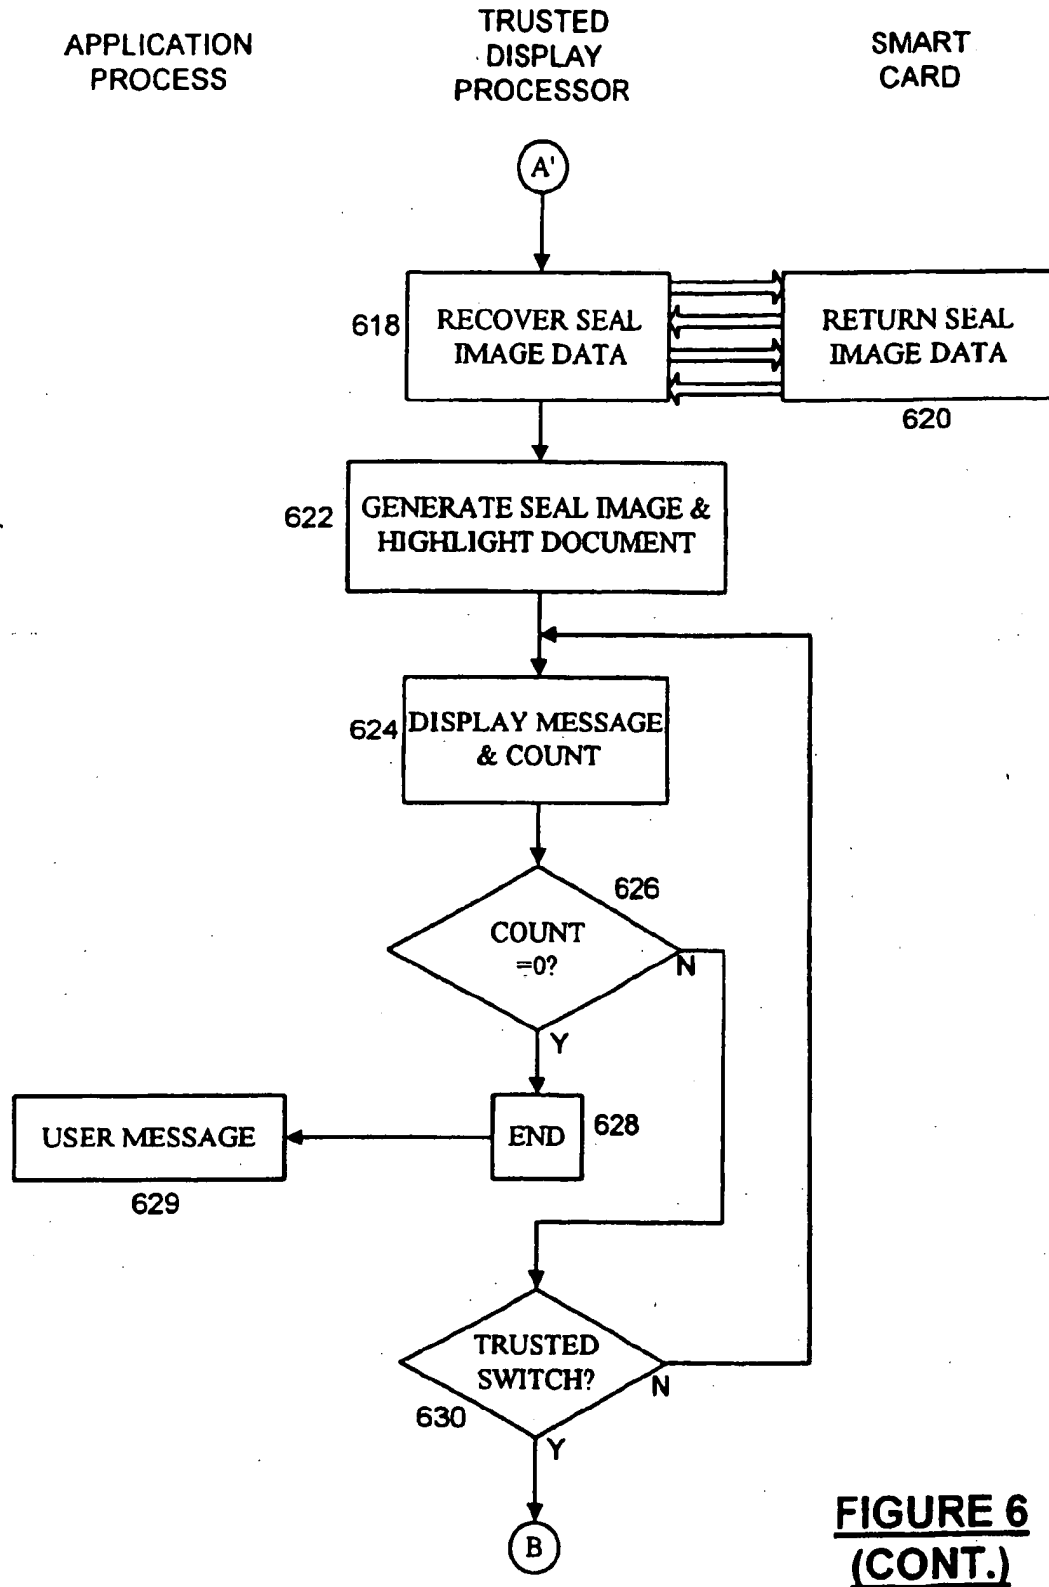 APPLICATION
PROCESS
TRUSTED
DISPLAY
PROCESSOR
SMART
CARD
A'
618
RECOVER SEAL
IMAGE DATA
RETURN SEAL
IMAGE DATA
620
622
GENERATE SEAL IMAGE &
HIGHLIGHT DOCUMENT
624
DISPLAY MESSAGE
& COUNT
626
COUNT
=0?
N
Y
USER MESSAGE
629
END
628
TRUSTED
SWITCH?
N
630
Y
B
FIGURE 6
(CONT.)